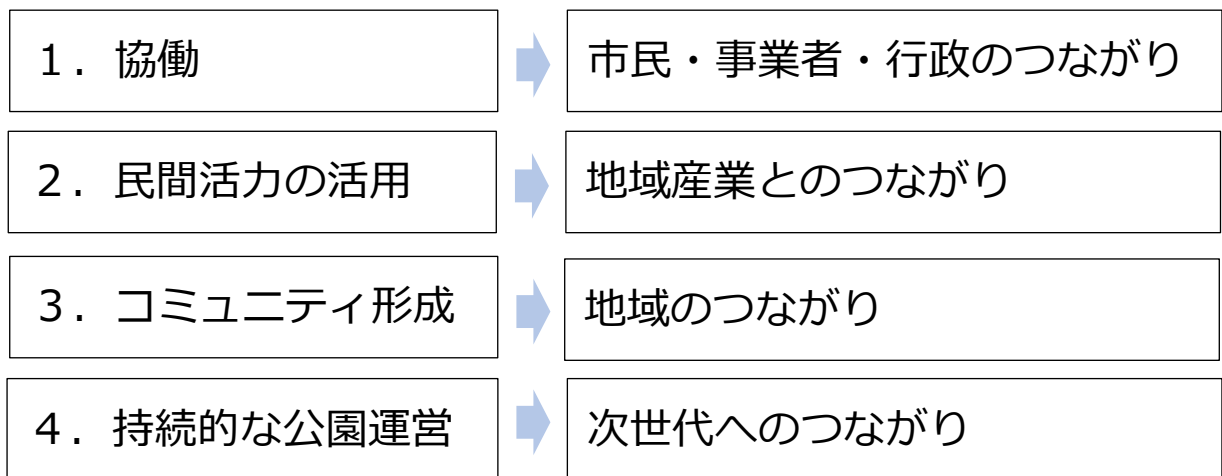 １．協働
市民・事業者・行政のつながり
２．民間活力の活用
地域産業とのつながり
３．コミュニティ形成
地域のつながり
４．持続的な公園運営
次世代へのつながり